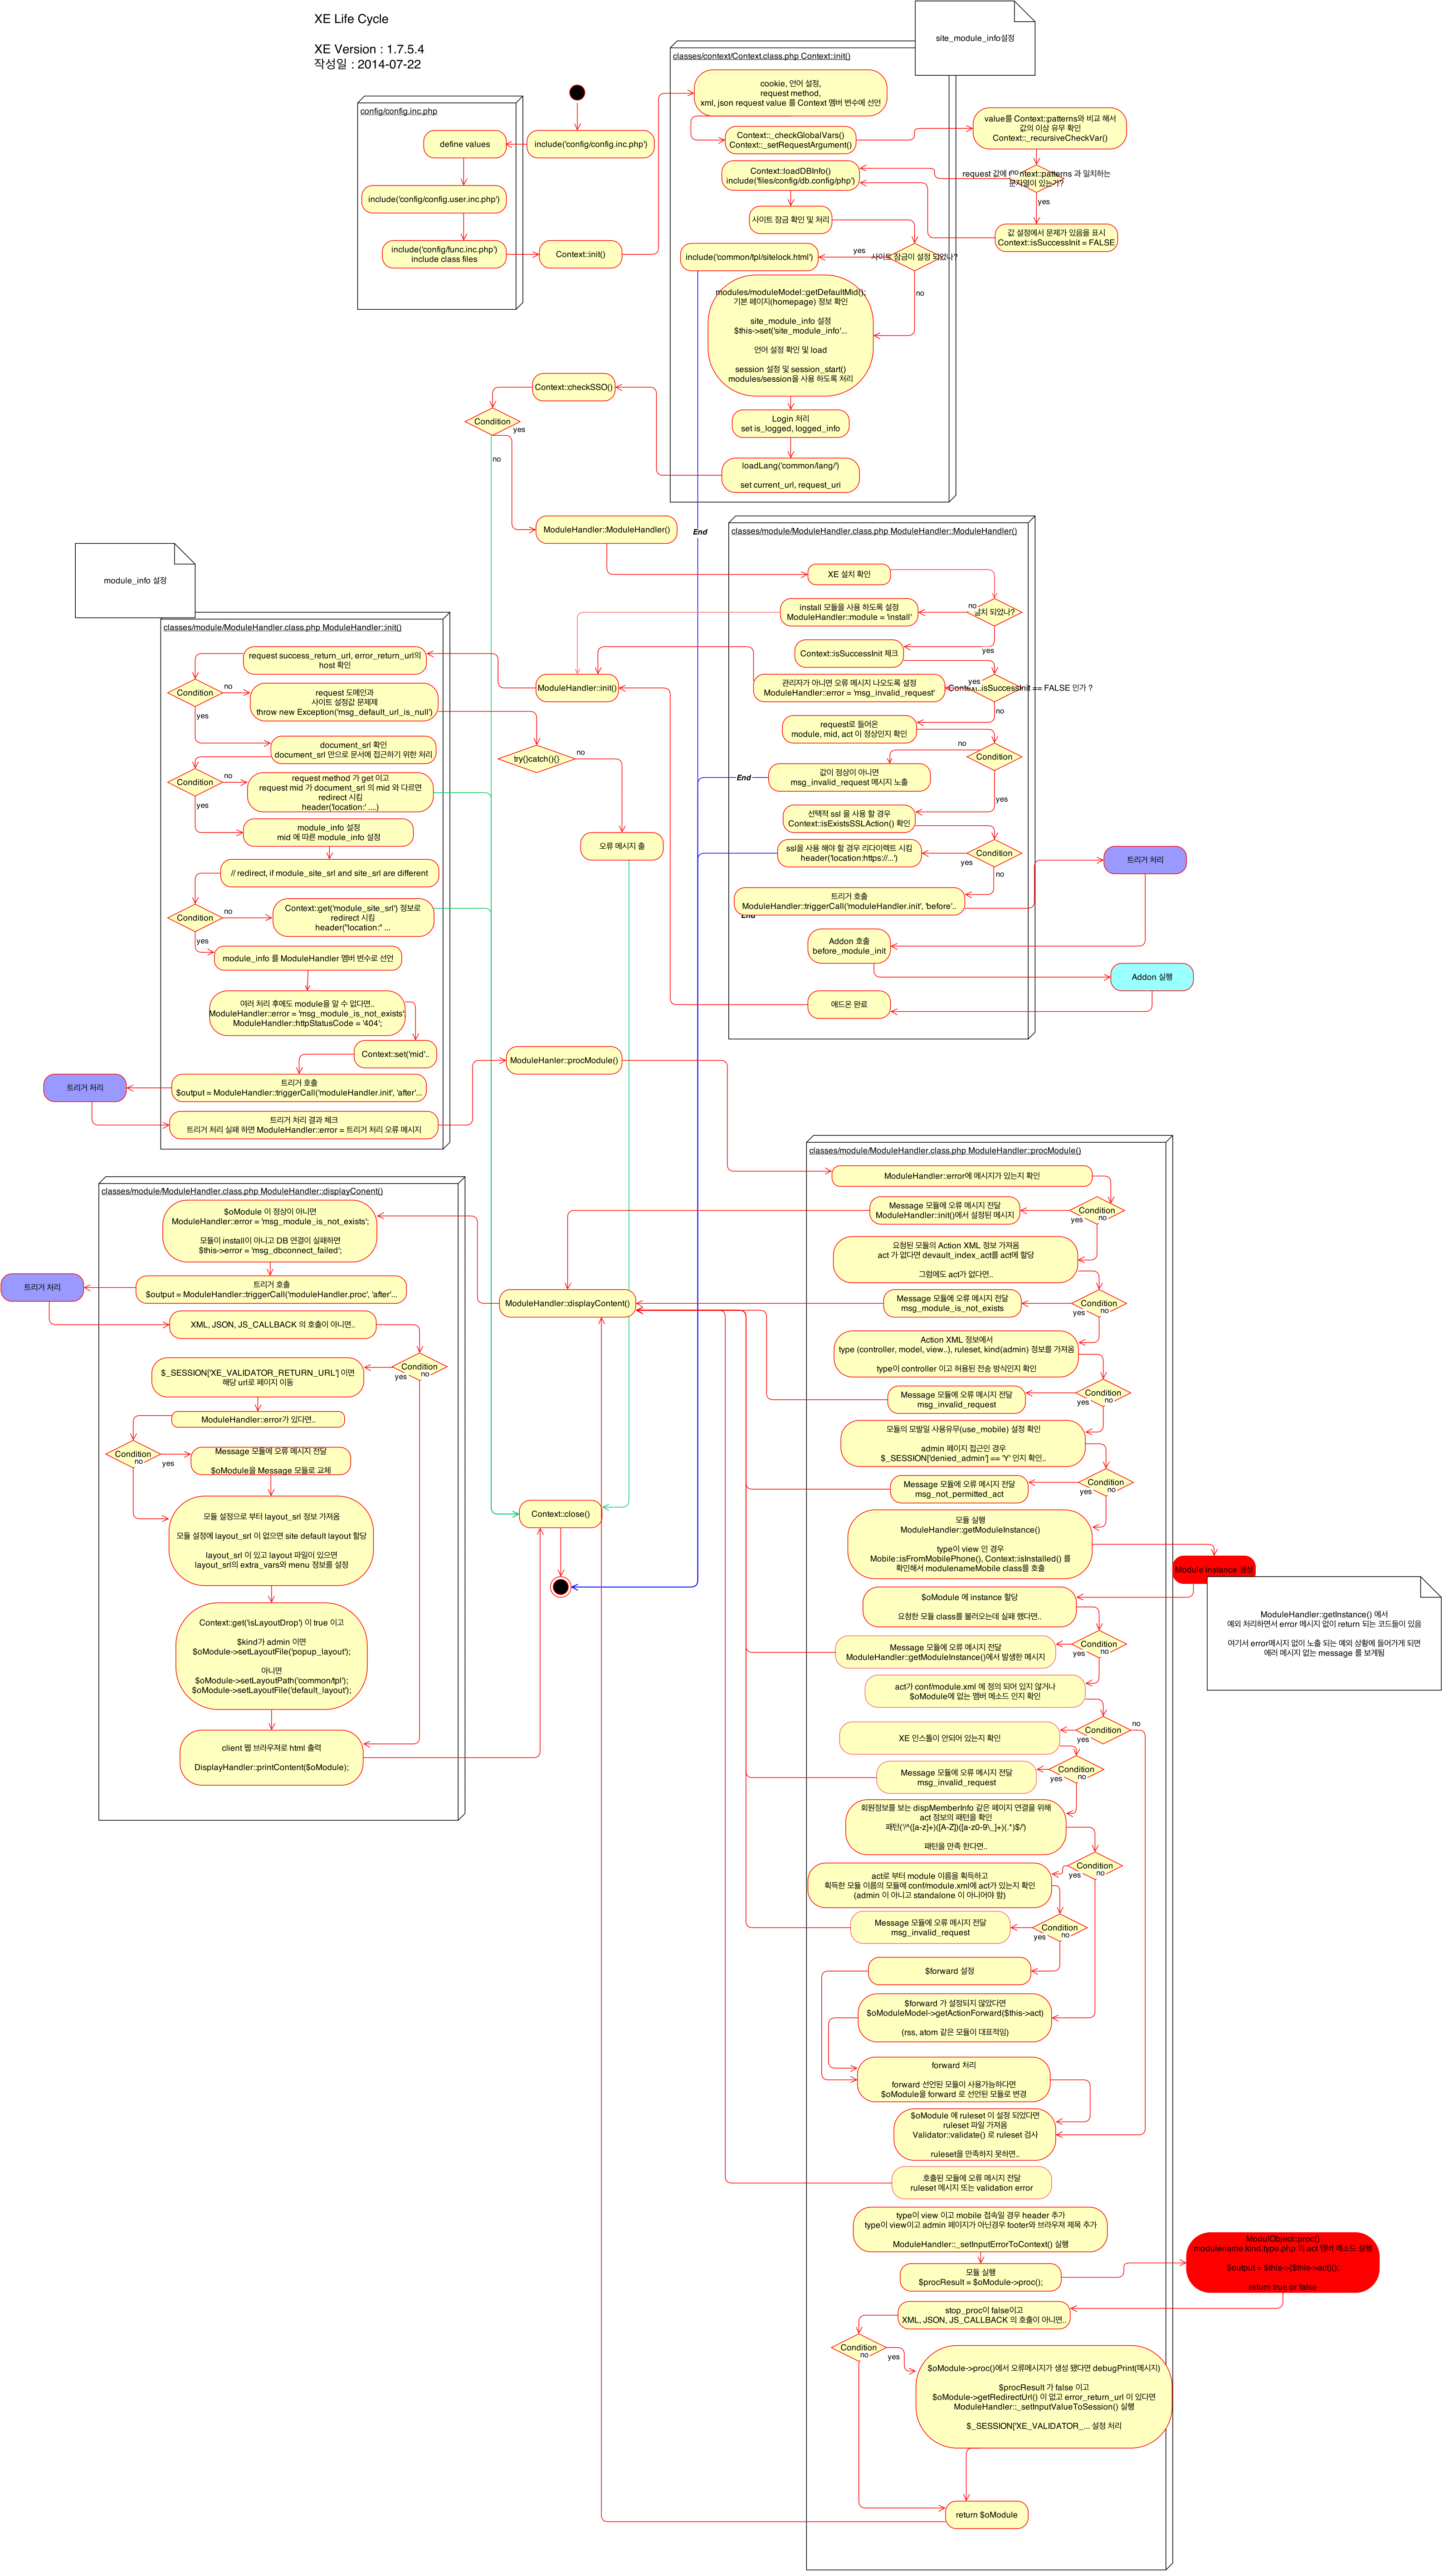 XE Life Cycle
XE Version : 1.7.5.4
작성일 : 2014-07-22
site_module_info설정
classes/context/Context.class.php Context::init()
cookie, 언어 설정,
request method,
xml, json request value 를 Context 멤버 변수에 선언
config/config.inc.php
define values
include('config/config.inc.php')
include('config/config.user.inc.php')
include('config/func.inc.php')
include class files
Context::init()
Context::_checkGlobalVars()
Context::_setRequestArgument()
value를 Context::patterns와 비교 해서
값의 이상 유무 확인
Context::_recursiveCheckVar()
Context::loadDBInfo()
include('files/config/db.config/php')
no
request 값에 ntext::patterns 과 일치하는
문자열이 있는가?
yes
값 설정에서 문제가 있음을 표시
Context::isSuccessInit = FALSE
사이트 잠금 확인 및 처리
include('common/tpl/sitelock.html')
yes
사이트 잠금이 설정 되었나?
no
modules/moduleModel::getDefaultMid();
기본 페이지(homepage) 정보 확인
site_module_info 설정
$this->set('site_module_info'...
언어 설정 확인 및 load
session 설정 및 session_start()
modules/session을 사용 하도록 처리
Context::checkSSO()
Condition
yes
no
Login 처리
set is_logged, logged_info
loadLang('common/lang/')
set current_url, request_uri
ModuleHandler::ModuleHandler()
End
classes/module/ModuleHandler.class.php ModuleHandler::ModuleHandler()
XE 설치 확인
설치 되었나?
no
yes
install 모듈을 사용 하도록 설정
ModuleHandler::module = 'install'
Context::isSuccessInit 체크
관리자가 아니면 오류 메시지 나오도록 설정
ModuleHandler::error = 'msg_invalid_request'
yes
Context::isSuccessInit == FALSE 인가 ?
no
request로 들어온
module, mid, act 이 정상인지 확인
Condition
no
yes
값이 정상이 아니면
msg_invalid_request 메시지 노출
End
선택적 ssl 을 사용 할 경우
Context::isExistsSSLAction() 확인
ssl을 사용 해야 할 경우 리다이렉트 시킴
header('location:https://...')
Condition
yes
no
End
트리거 호출
ModuleHandler::triggerCall('moduleHandler.init', 'before'..
트리거 처리
Addon 호출
before_module_init
Addon 실행
애드온 완료
module_info 설정
classes/module/ModuleHandler.class.php ModuleHandler::init()
request success_return_url, error_return_url의
host 확인
Condition
no
yes
request 도메인과
사이트 설정값 문제제
throw new Exception('msg_default_url_is_null')
ModuleHandler::init()
try{}catch(){}
no
오류 메시지 출
document_srl 확인
document_srl 만으로 문서에 접근하기 위한 처리
Condition
no
yes
request method 가 get 이고
request mid 가 document_srl 의 mid 와 다르면
redirect 시킴
header('location:' ....)
module_info 설정
mid 에 따른 module_info 설정
// redirect, if module_site_srl and site_srl are different
Condition
no
yes
Context::get('module_site_srl') 정보로
redirect 시킴
header("location:" ...
module_info 를 ModuleHandler 멤버 변수로 선언
여러 처리 후에도 module을 알 수 없다면..
ModuleHandler::error = 'msg_module_is_not_exists';
ModuleHandler::httpStatusCode = '404';
Context::set('mid'..
트리거 처리
트리거 호출
$output = ModuleHandler::triggerCall('moduleHandler.init', 'after'...
트리거 처리 결과 체크
트리거 처리 실패 하면 ModuleHandler::error = 트리거 처리 오류 메시지
ModuleHanler::procModule()
classes/module/ModuleHandler.class.php ModuleHandler::displayConent()
$oModule 이 정상이 아니면
ModuleHandler::error = 'msg_module_is_not_exists';
모듈이 install이 아니고 DB 연결이 실패하면
$this->error = 'msg_dbconnect_failed';
트리거 처리
트리거 호출
$output = ModuleHandler::triggerCall('moduleHandler.proc', 'after'...
XML, JSON, JS_CALLBACK 의 호출이 아니면..
Condition
yes
no
$_SESSION['XE_VALIDATOR_RETURN_URL'] 이면
해당 url로 페이지 이동
ModuleHandler::error가 있다면..
Condition
no
yes
Message 모듈에 오류 메시지 전달
$oModule을 Message 모듈로 교체
모듈 설정으로 부터 layout_srl 정보 가져옴
모듈 설정에 layout_srl 이 없으면 site default layout 할당
layout_srl 이 있고 layout 파일이 있으면
layout_srl의 extra_vars와 menu 정보를 설정
Context::get('isLayoutDrop') 이 true 이고
$kind가 admin 이면
$oModule->setLayoutFile('popup_layout');
아니면
$oModule->setLayoutPath('common/tpl');
$oModule->setLayoutFile('default_layout');
client 웹 브라우져로 html 출력
DisplayHandler::printContent($oModule);
ModuleHandler::displayContent()
Context::close()
classes/module/ModuleHandler.class.php ModuleHandler::procModule()
ModuleHandler::error에 메시지가 있는지 확인
Message 모듈에 오류 메시지 전달
ModuleHandler::init()에서 설정된 메시지
Condition
yes
no
요청된 모듈의 Action XML 정보 가져옴
act 가 없다면 devault_index_act를 act에 할당
그럼에도 act가 없다면..
Message 모듈에 오류 메시지 전달
msg_module_is_not_exists
Condition
yes
no
Action XML 정보에서
type (controller, model, view..), ruleset, kind(admin) 정보를 가져옴
type이 controller 이고 허용된 전송 방식인지 확인
Message 모듈에 오류 메시지 전달
msg_invalid_request
Condition
yes
no
모듈의 모발일 사용유무(use_mobile) 설정 확인
admin 페이지 접근인 경우
$_SESSION['denied_admin'] == 'Y' 인지 확인..
Message 모듈에 오류 메시지 전달
msg_not_permitted_act
Condition
yes
no
모듈 실행
ModuleHandler::getModuleInstance()
type이 view 인 경우
Mobile::isFromMobilePhone(), Context::isInstalled() 를
확인해서 modulenameMobile class를 호출
Module Instance 생성
ModuleHandler::getInstance() 에서
예외 처리하면서 error 메시지 없이 return 되는 코드들이 있음
여기서 error메시지 없이 노출 되는 예외 상황에 들어가게 되면
에러 메시지 없는 message 를 보게됨
$oModule 에 instance 할당
요청한 모듈 class를 불러오는데 실패 했다면..
Message 모듈에 오류 메시지 전달
ModuleHandler::getModuleInstance()에서 발생한 메시지
Condition
yes
no
act가 conf/module.xml 에 정의 되어 있지 않거나
$oModule에 없는 멤버 메소드 인지 확인
Condition
yes
no
XE 인스톨이 안되어 있는지 확인
Message 모듈에 오류 메시지 전달
msg_invalid_request
Condition
yes
no
회원정보를 보는 dispMemberInfo 같은 페이지 연결을 위해
act 정보의 패턴을 확인
패턴('/^([a-z]+)([A-Z])([a-z0-9\_]+)(.*)$/')
패턴을 만족 한다면..
Condition
yes
no
act로 부터 module 이름을 획득하고
획득한 모듈 이름의 모듈에 conf/module.xml에 act가 있는지 확인
(admin 이 아니고 standalone 이 아니어야 함)
Message 모듈에 오류 메시지 전달
msg_invalid_request
Condition
yes
no
$forward 설정
$forward 가 설정되지 않았다면
$oModuleModel->getActionForward($this->act)
(rss, atom 같은 모듈이 대표적임)
forward 처리
forward 선언된 모듈이 사용가능하다면
$oModule을 forward 로 선언된 모듈로 변경
$oModule 에 ruleset 이 설정 되었다면
ruleset 파일 가져옴
Validator::validate() 로 ruleset 검사
ruleset을 만족하지 못하면..
호출된 모듈에 오류 메시지 전달
ruleset 메시지 또는 validation error
type이 view 이고 mobile 접속일 경우 header 추가
type이 view이고 admin 페이지가 아닌경우 footer와 브라우져 제목 추가
ModuleHandler::_setInputErrorToContext() 실행
모듈 실행
$procResult = $oModule->proc();
ModulObject::proc()
modulename.kind.type.php 의 act 멤버 메소드 실행
$output = $this->{$this->act}();
return true or false
stop_proc이 false이고
XML, JSON, JS_CALLBACK 의 호출이 아니면..
Condition
no
yes
$oModule->proc()에서 오류메시지가 생성 됐다면 debugPrint(메시지)
$procResult 가 false 이고
$oModule->getRedirectUrl() 이 없고 error_return_url 이 있다면
ModuleHandler::_setInputValueToSession() 실행
$_SESSION['XE_VALIDATOR_... 설정 처리
return $oModule